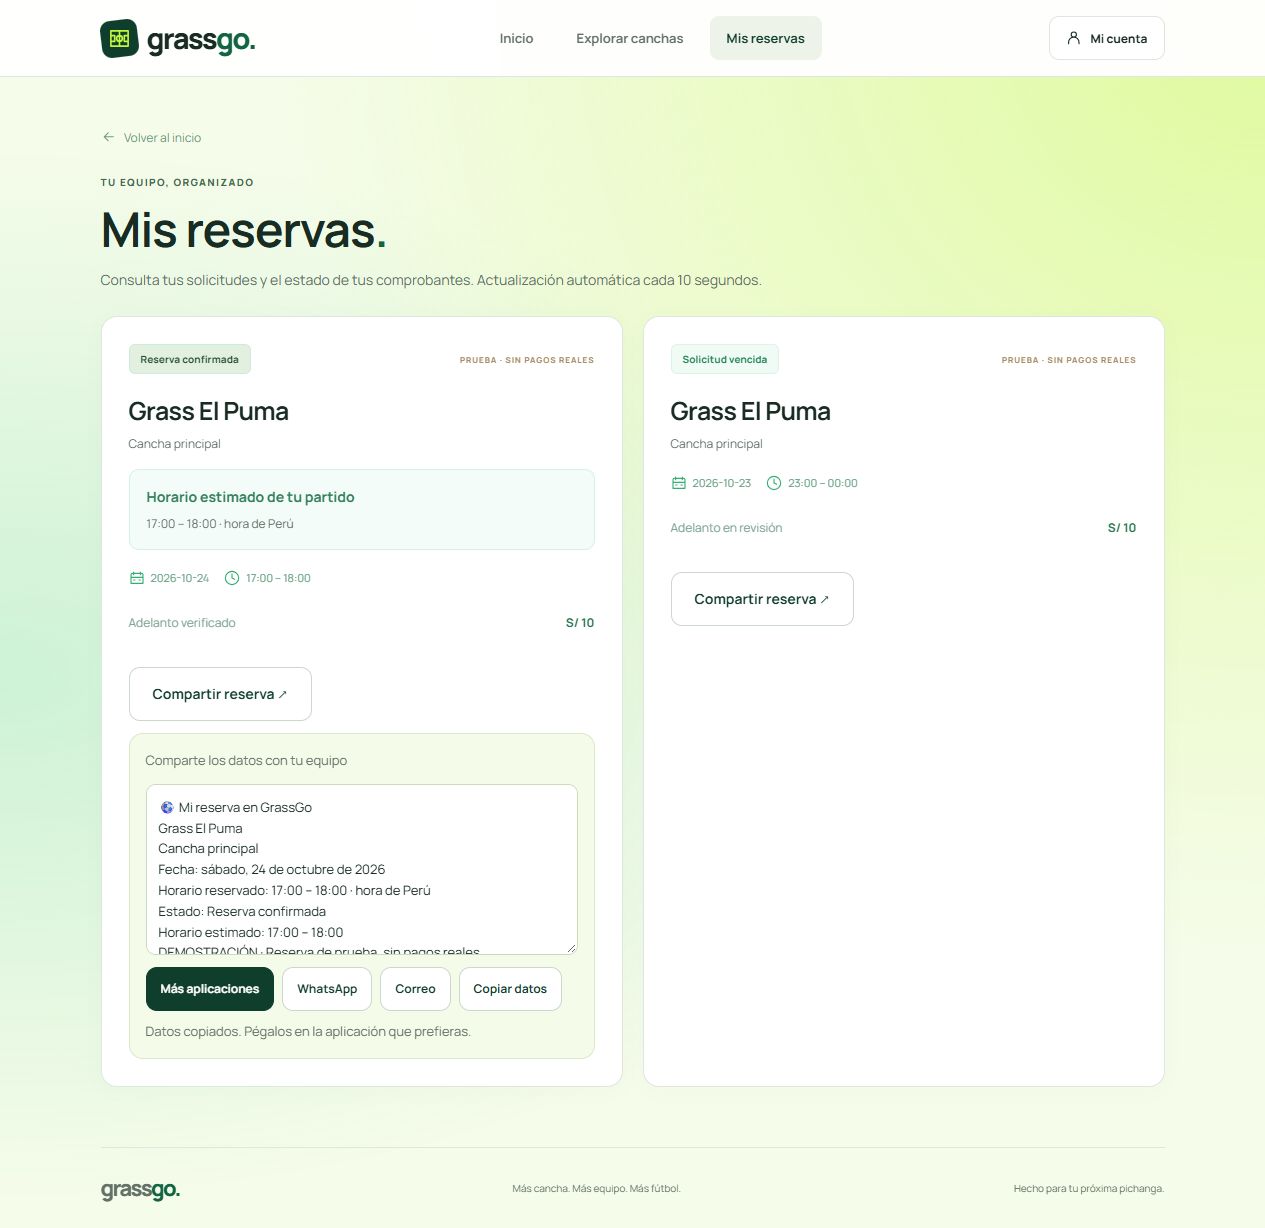 grassgo.
Inicio
Explorar canchas
Mis reservas
Mi cuenta
← Volver al inicio
TU EQUIPO, ORGANIZADO
Mis reservas.
Consulta tus solicitudes y el estado de tus comprobantes. Actualización automática cada 10 segundos.
Reserva confirmada
PRUEBA · SIN PAGOS REALES
Grass El Puma
Cancha principal
Horario estimado de tu partido
17:00 – 18:00 · hora de Perú
2026-10-24
17:00 – 18:00
Adelanto verificado
S/ 10
Compartir reserva ↗
Comparte los datos con tu equipo
Mi reserva en GrassGo
Grass El Puma
Cancha principal
Fecha: sábado, 24 de octubre de 2026
Horario reservado: 17:00 – 18:00 · hora de Perú
Estado: Reserva confirmada
Horario estimado: 17:00 – 18:00
DEMOSTRACIÓN · Reserva de prueba, sin pagos reales
Más aplicaciones
WhatsApp
Correo
Copiar datos
Datos copiados. Pégalos en la aplicación que prefieras.
Solicitud vencida
PRUEBA · SIN PAGOS REALES
Grass El Puma
Cancha principal
2026-10-23
23:00 – 00:00
Adelanto en revisión
S/ 10
Compartir reserva ↗
grassgo.
Más cancha. Más equipo. Más fútbol.
Hecho para tu próxima pichanga.